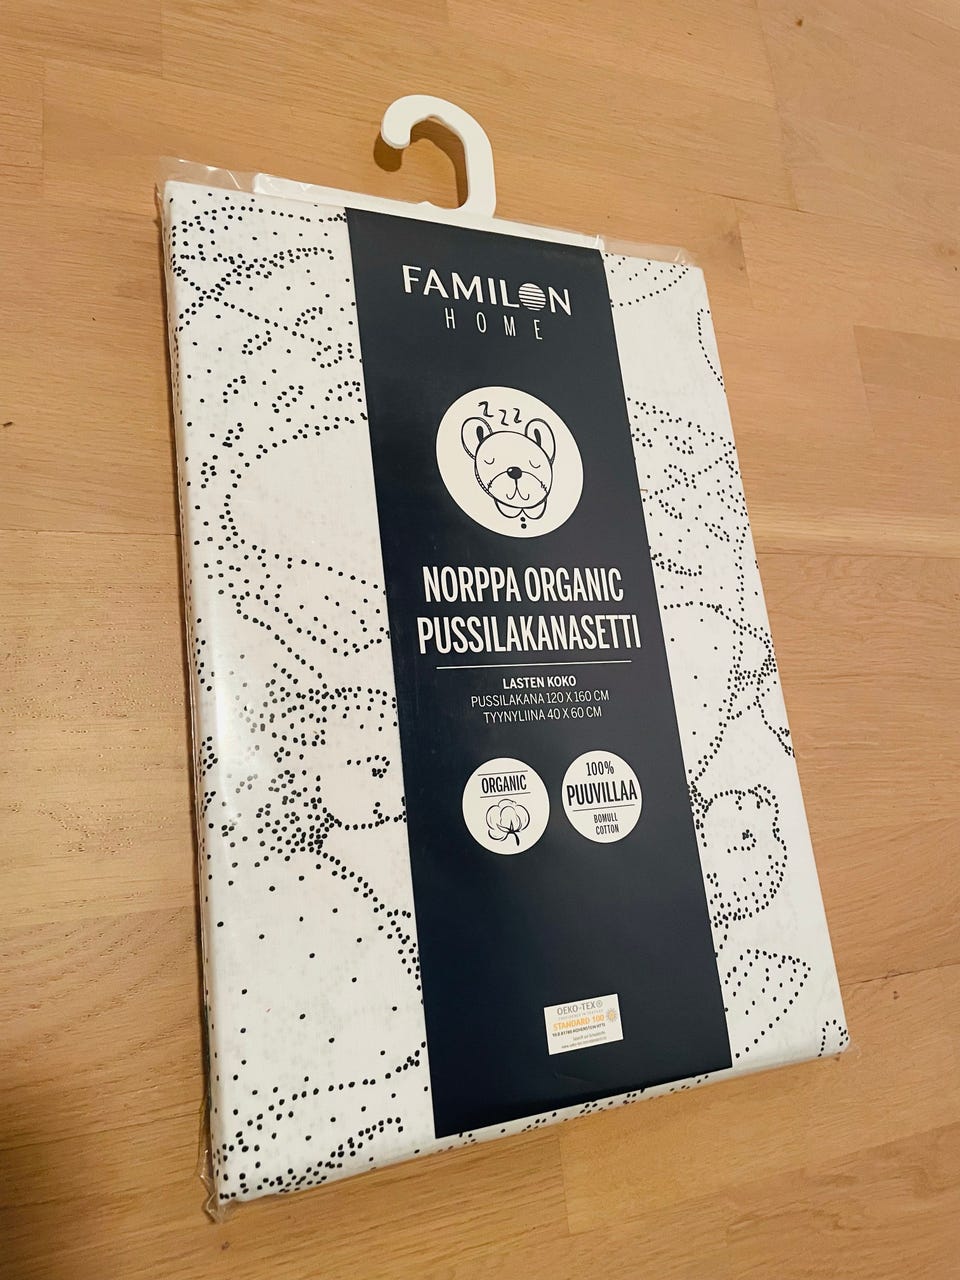 FAMILON
HOME
z z z
NORPPA ORGANIC
PUSSILAKANASETTI
LASTEN KOKO
PUSSILAKANA 120 X 160 CM
TYYNYLIINA 40 X 60 CM
ORGANIC
100%
PUUVILLAA
BOMULL
COTTON
OEKO-TEX®
STANDARD 100